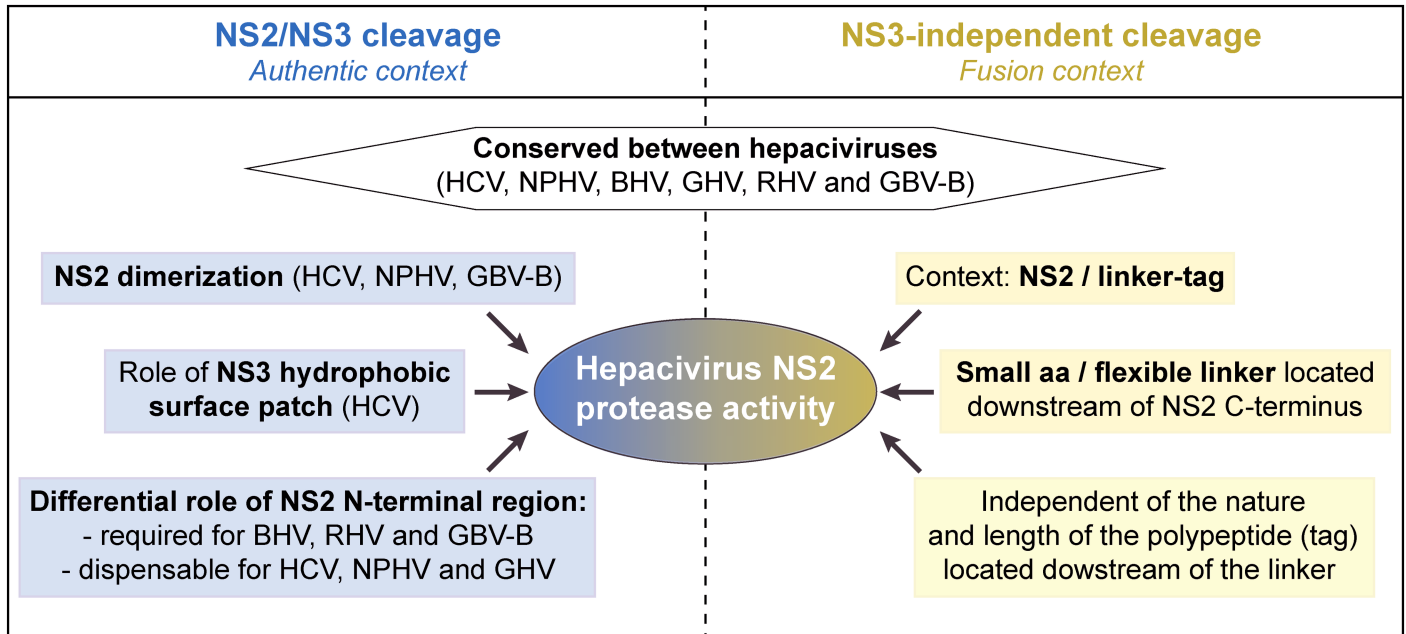 NS2/NS3 cleavage
Authentic context
NS3-independent cleavage
Fusion context
Conserved between hepaciviruses
(HCV, NPHV, BHV, GHV, RHV and GBV-B)
NS2 dimerization (HCV, NPHV, GBV-B)
Role of NS3 hydrophobic
surface patch (HCV)
Differential role of NS2 N-terminal region:
- required for BHV, RHV and GBV-B
- dispensable for HCV, NPHV and GHV
Hepacivirus NS2
protease activity
Context: NS2 / linker-tag
Small aa / flexible linker located
downstream of NS2 C-terminus
Independent of the nature
and length of the polypeptide (tag)
located dowstream of the linker